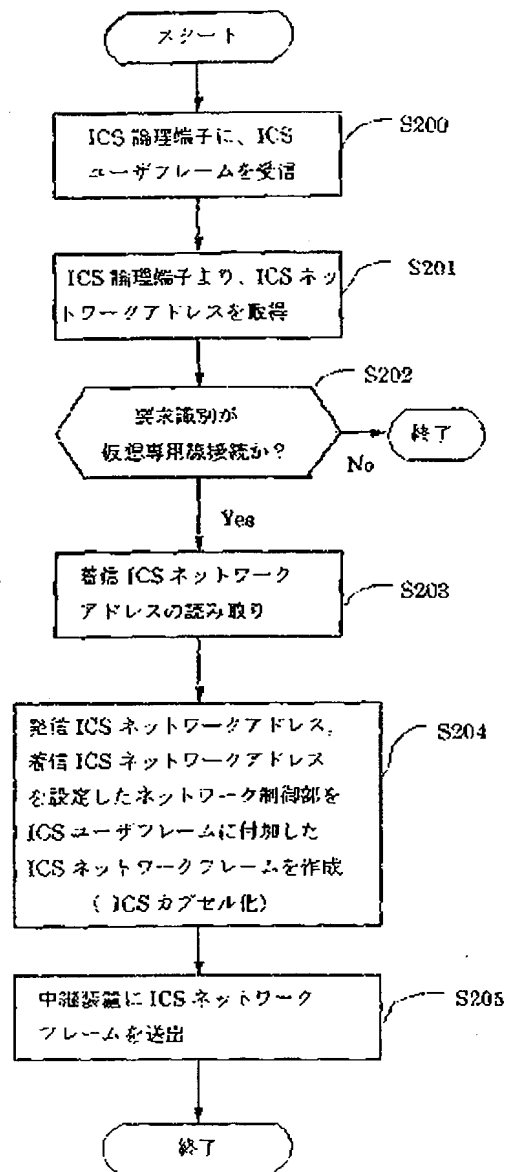 スタート
ICS 論理端子に、ICS
ユーザフレームを受信
S200
ICS 論理端子より、ICS ネッ
トワークアドレスを取得
S201
S202
要求識別が
仮想専用線接続か?
終了
No
Yes
着信 ICS ネットワーク
アドレスの読み取り
S203
発信 ICS ネットワークアドレス、
着信 ICS ネットワークアドレス
を設定したネットワーク制御部を
ICS ユーザフレームに付加した
ICS ネットワークフレームを作成
(ICS カプセル化)
S204
中継装置に ICS ネットワーク
フレームを送出
S205
終了